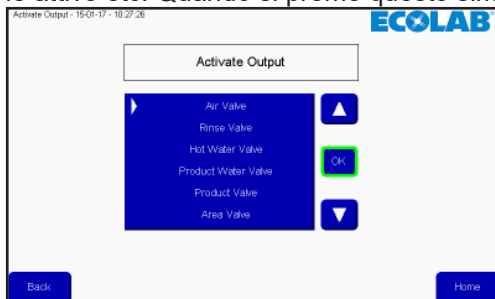 Activate Output - 15-01-17 - 10:27:26
ECOLAB
Activate Output
Air Valve
Rinse Valve
Hot Water Valve
OK
Product Water Valve
Product Valve
Area Valve
Back
Home